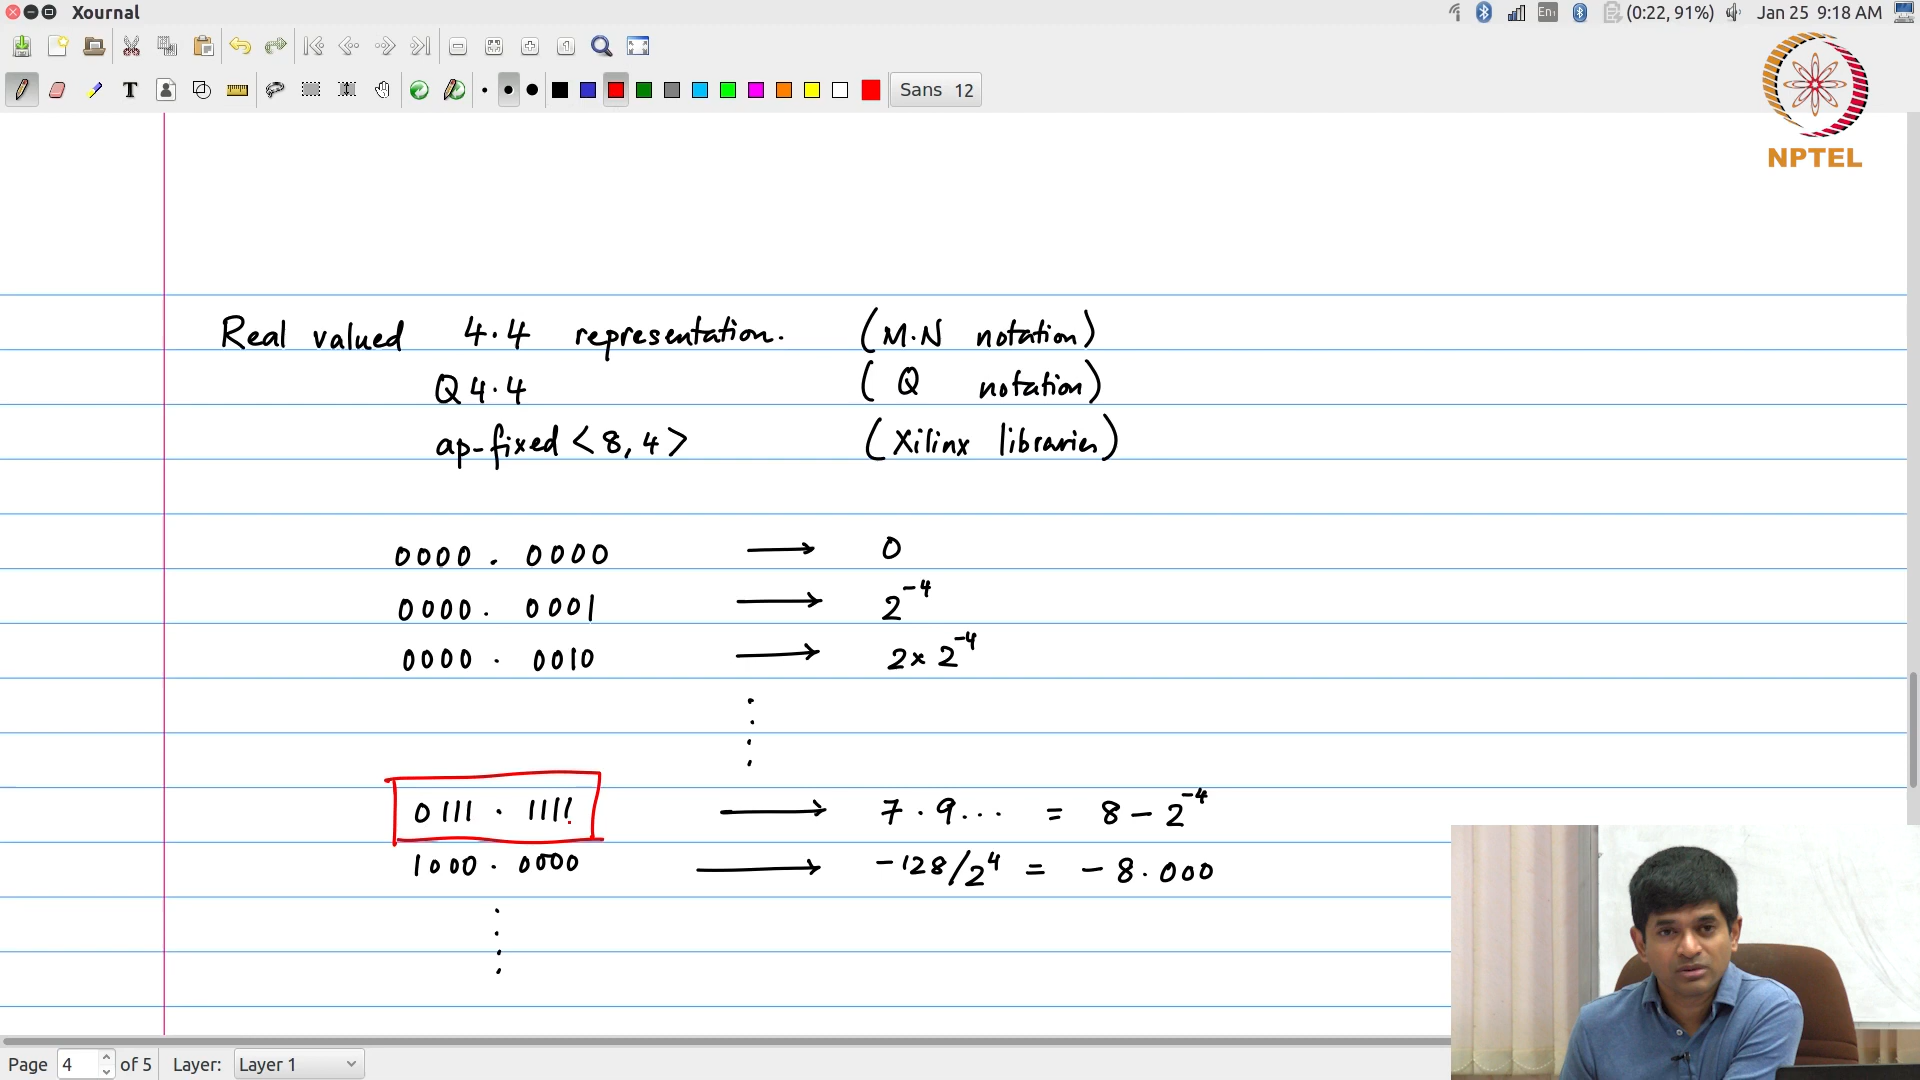 Xournal
En1
(0:22, 91%)
Jan 25 9:18 AM
T
Sans 12
NPTEL
Real valued 4.4 representation. (M.N notation)
Q 4.4 (Q notation)
ap-fixed <8,4> (Xilinx libraries)
0000 . 0000 → 0
0000 . 0001 → 2⁻⁴
0000 . 0010 → 2 × 2⁻⁴
0111 . 1111 → 7.9... = 8 - 2⁻⁴
1000 . 0000 → -128/2⁴ = -8.000
Page 4 of 5 Layer: Layer 1